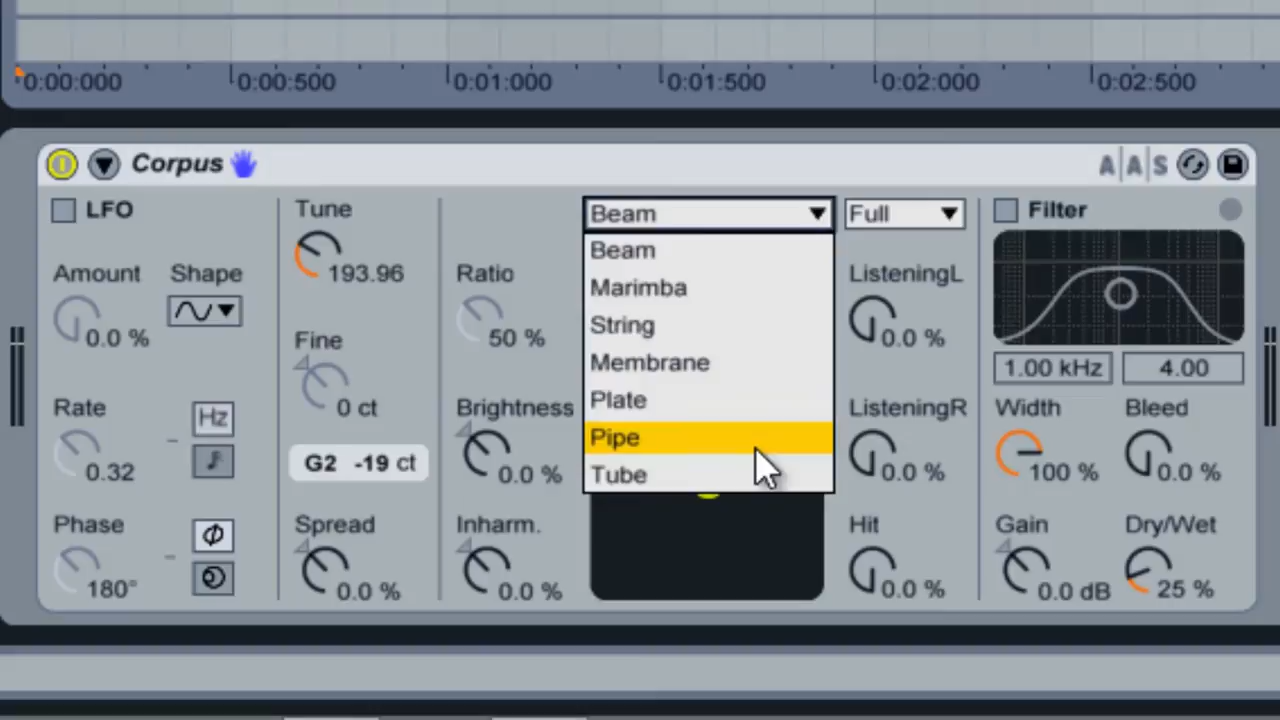 0:00:000 0:00:500 0:01:000 0:01:500 0:02:000 0:02:500
Corpus
A|A|S
LFO
Amount Shape
0.0 %
Rate
Hz
0.32
Phase
180°
Tune
193.96
Fine
0 ct
G2 -19 ct
Spread
0.0 %
Ratio
50 %
Brightness
0.0 %
Inharm.
0.0 %
Beam
Beam
Marimba
String
Membrane
Plate
Pipe
Tube
Full
ListeningL
0.0 %
ListeningR
0.0 %
Hit
0.0 %
Filter
1.00 kHz 4.00
Width Bleed
100 % 0.0 %
Gain Dry/Wet
0.0 dB 25 %